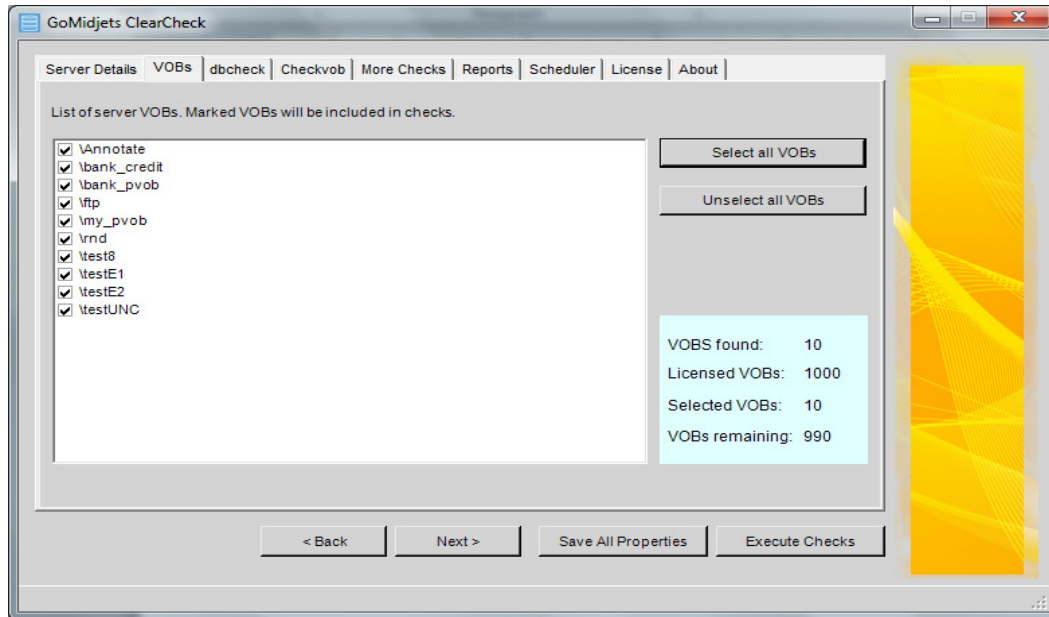 GoMidjets ClearCheck
Server Details VOBs dbcheck Checkvob More Checks Reports Scheduler License About
List of server VOBs. Marked VOBs will be included in checks.
\Annotate
\bank_credit
\bank_pvob
\ftp
\my_pvob
\rnd
\test8
\testE1
\testE2
\testUNC
Select all VOBs
Unselect all VOBs
VOBS found: 10
Licensed VOBs: 1000
Selected VOBs: 10
VOBs remaining: 990
< Back Next > Save All Properties Execute Checks